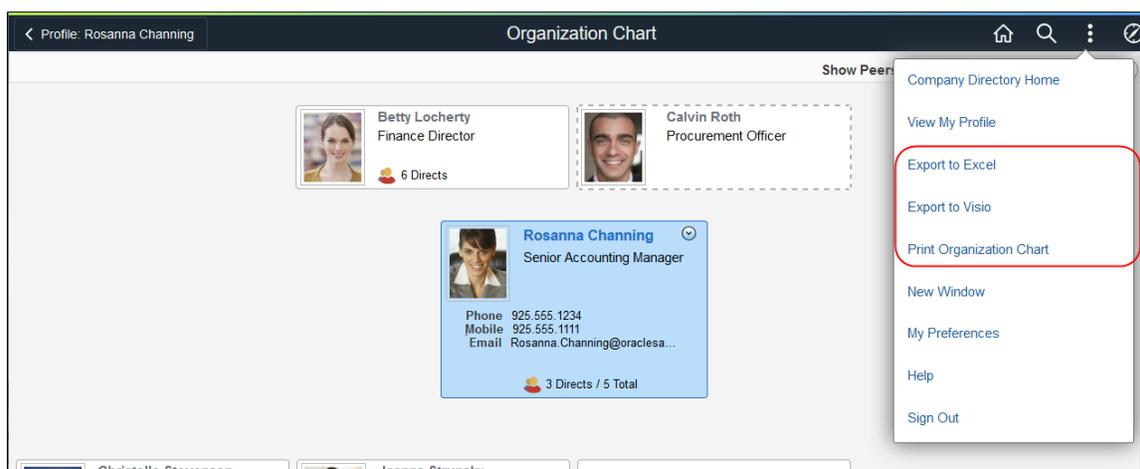 Profile: Rosanna Channing
Organization Chart
Show Peers
Company Directory Home
View My Profile
Export to Excel
Export to Visio
Print Organization Chart
New Window
My Preferences
Help
Sign Out
Betty Locherty
Finance Director
6 Directs
Calvin Roth
Procurement Officer
Rosanna Channing
Senior Accounting Manager
Phone 925.555.1234
Mobile 925.555.1111
Email Rosanna.Channing@oraclesa...
3 Directs / 5 Total